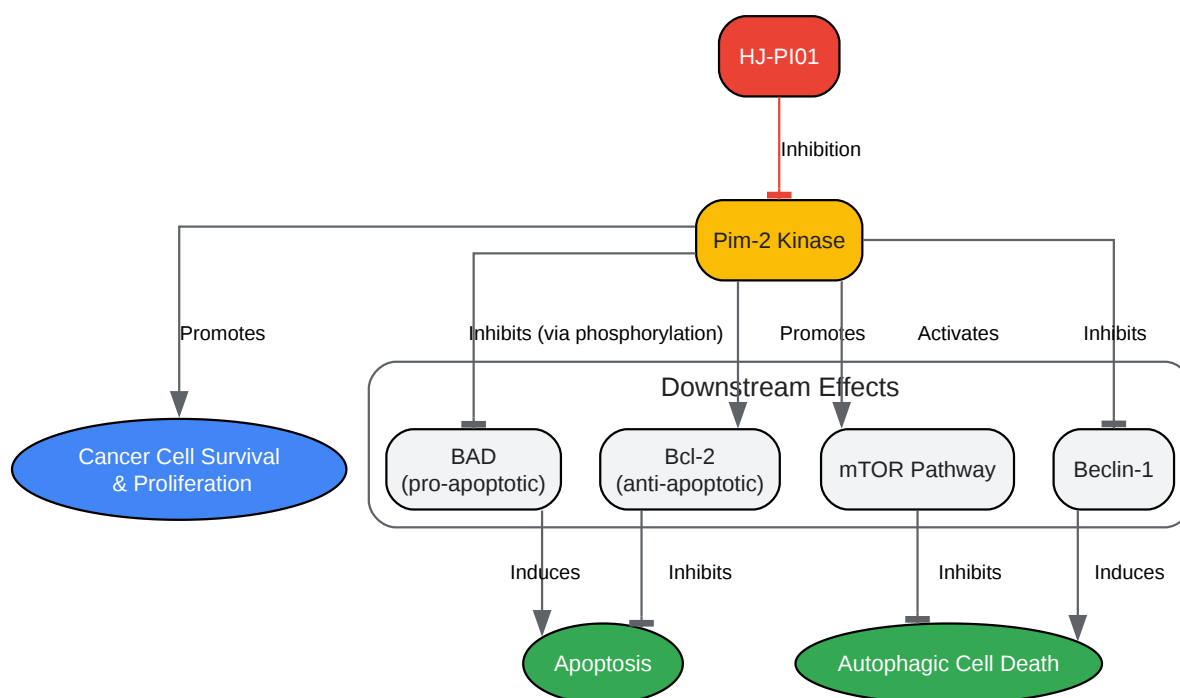 HJ-PI01
Inhibition
Pim-2 Kinase
Promotes
Inhibits (via phosphorylation)
Promotes
Activates
Inhibits
Downstream Effects
Cancer Cell Survival
& Proliferation
BAD
(pro-apoptotic)
Bcl-2
(anti-apoptotic)
mTOR Pathway
Beclin-1
Induces
Inhibits
Inhibits
Induces
Apoptosis
Autophagic Cell Death